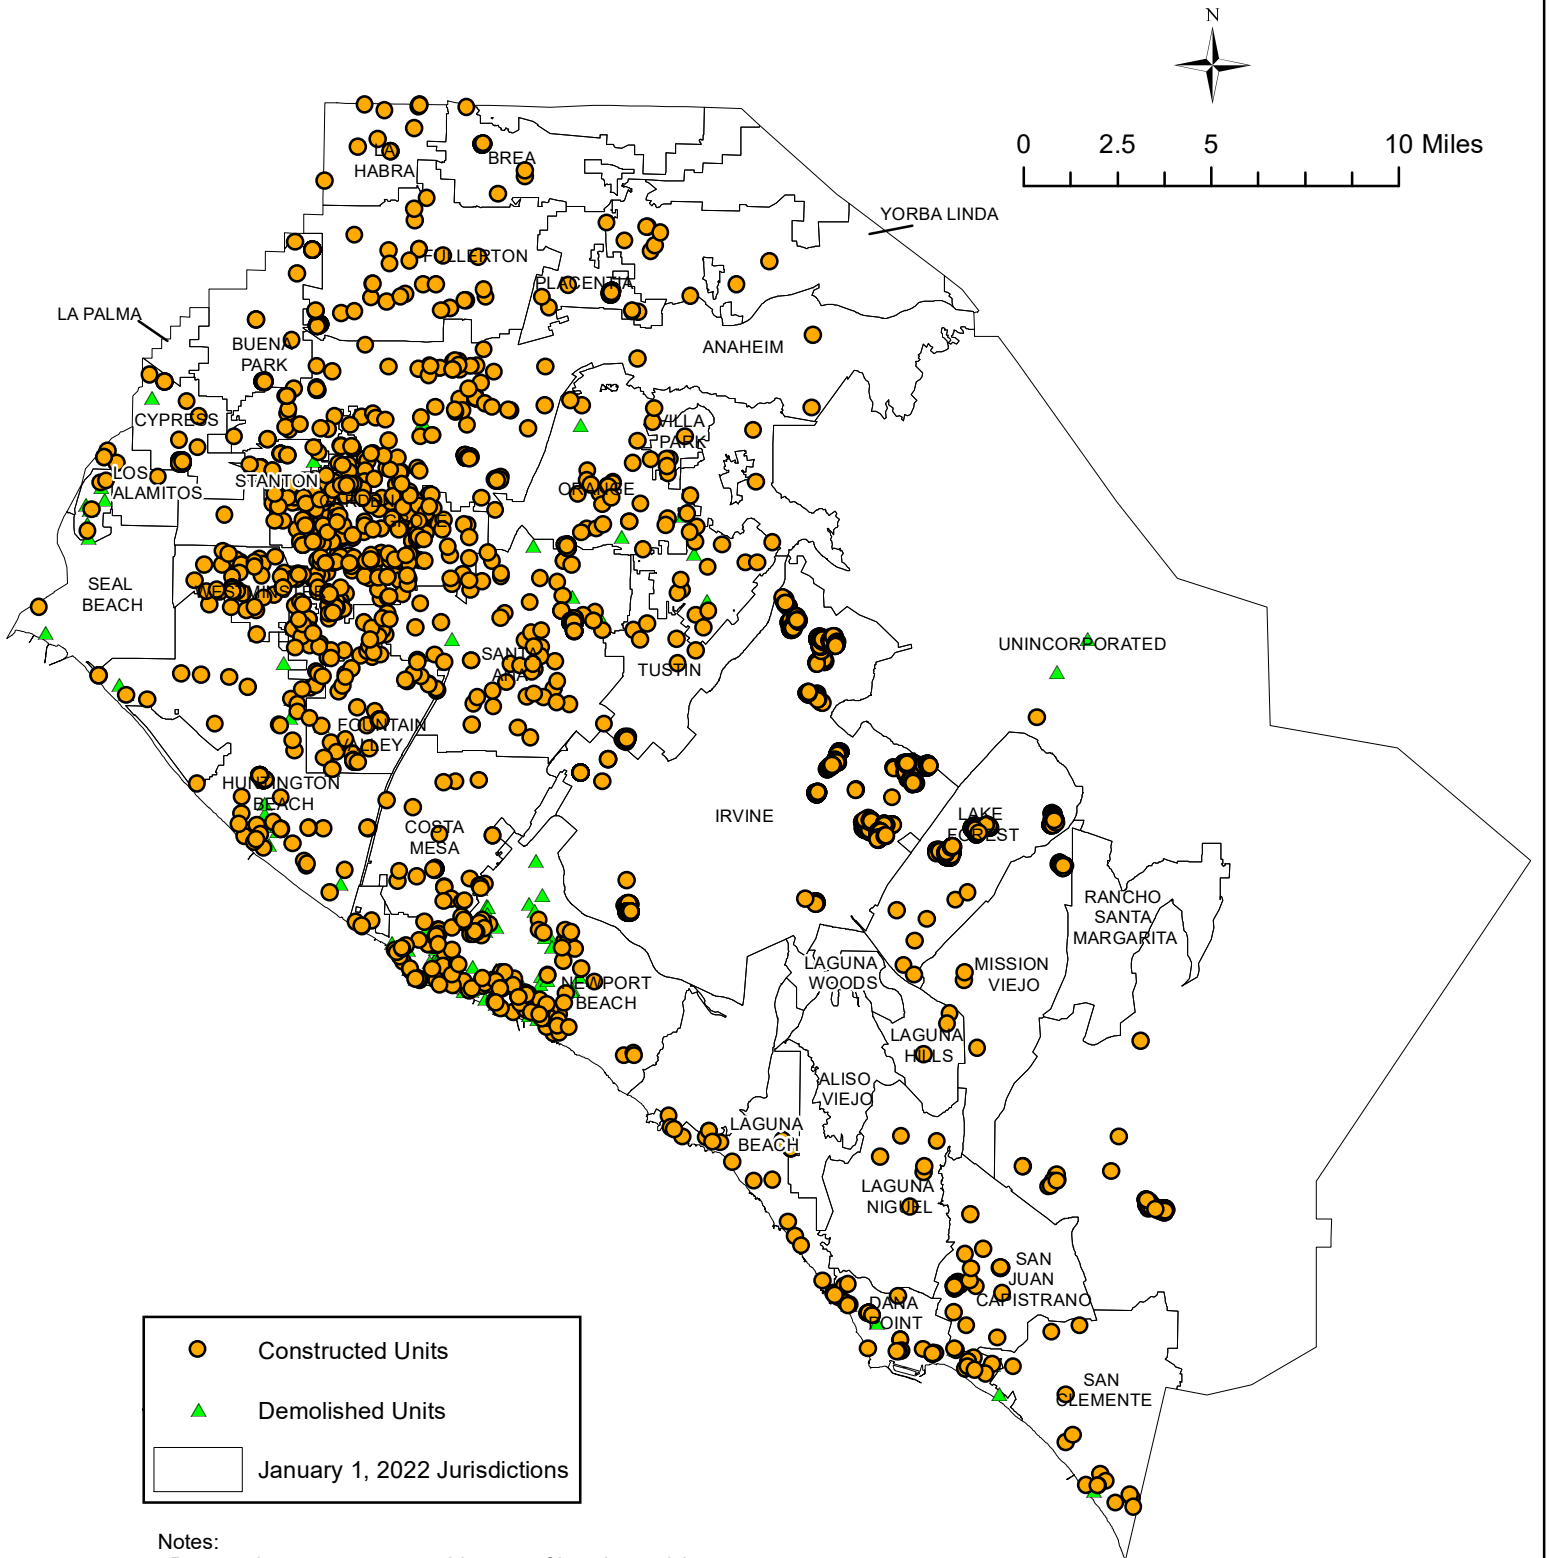 N
0 2.5 5 10 Miles
YORBA LINDA
LA
HABRA
BREA
FULLERTON
PLACENTIA
LA PALMA
BUENA
PARK
ANAHEIM
CYPRESS
VILLA
PARK
LOS
ALAMITOS
STANTON
ORANGE
GARDEN
GROVE
SEAL
BEACH
WESTMINSTER
UNINCORPORATED
SANTA
ANA
TUSTIN
FOUNTAIN
VALLEY
HUNTINGTON
BEACH
COSTA
MESA
IRVINE
LAKE
FOREST
RANCHO
SANTA
MARGARITA
LAGUNA
WOODS
MISSION
VIEJO
NEWPORT
BEACH
LAGUNA
HILLS
ALISO
VIEJO
LAGUNA
BEACH
LAGUNA
NIGUEL
SAN
JUAN
CAPISTRANO
DANA
POINT
SAN
CLEMENTE
Constructed Units
Demolished Units
January 1, 2022 Jurisdictions
Notes: